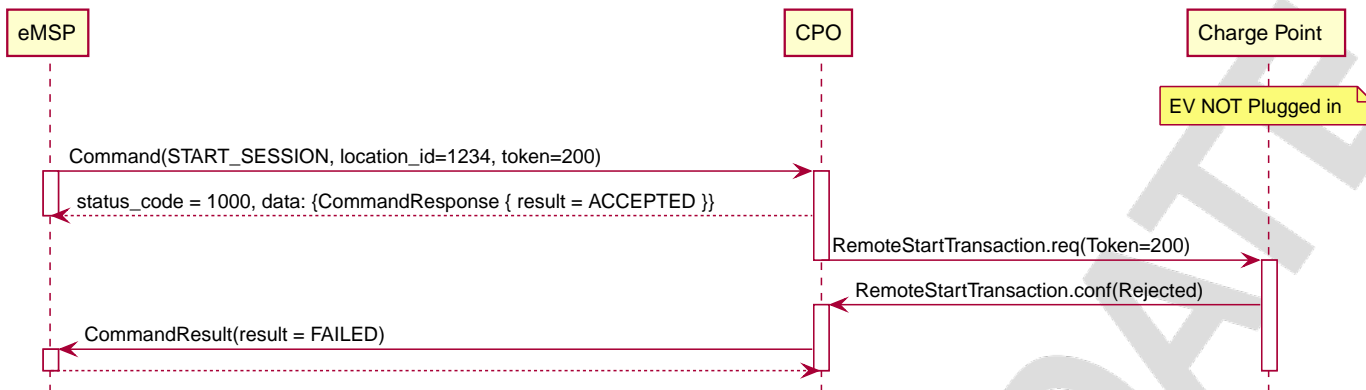 eMSP
CPO
Charge Point
EV NOT Plugged in
Command(START_SESSION, location_id=1234, token=200)
status_code = 1000, data: {CommandResponse { result = ACCEPTED }}
RemoteStartTransaction.req(Token=200)
RemoteStartTransaction.conf(Rejected)
CommandResult(result = FAILED)